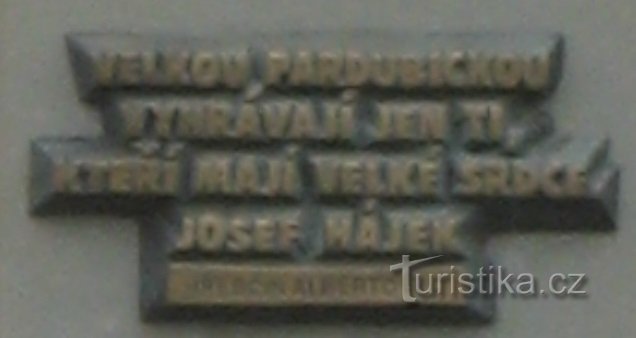 VELKOU PARDUBICKOU
VYHRÁVAJÍ JEN TI,
KTEŘÍ MAJÍ VELKÉ SRDCE
JOSEF HÁJEK
Turistika.cz